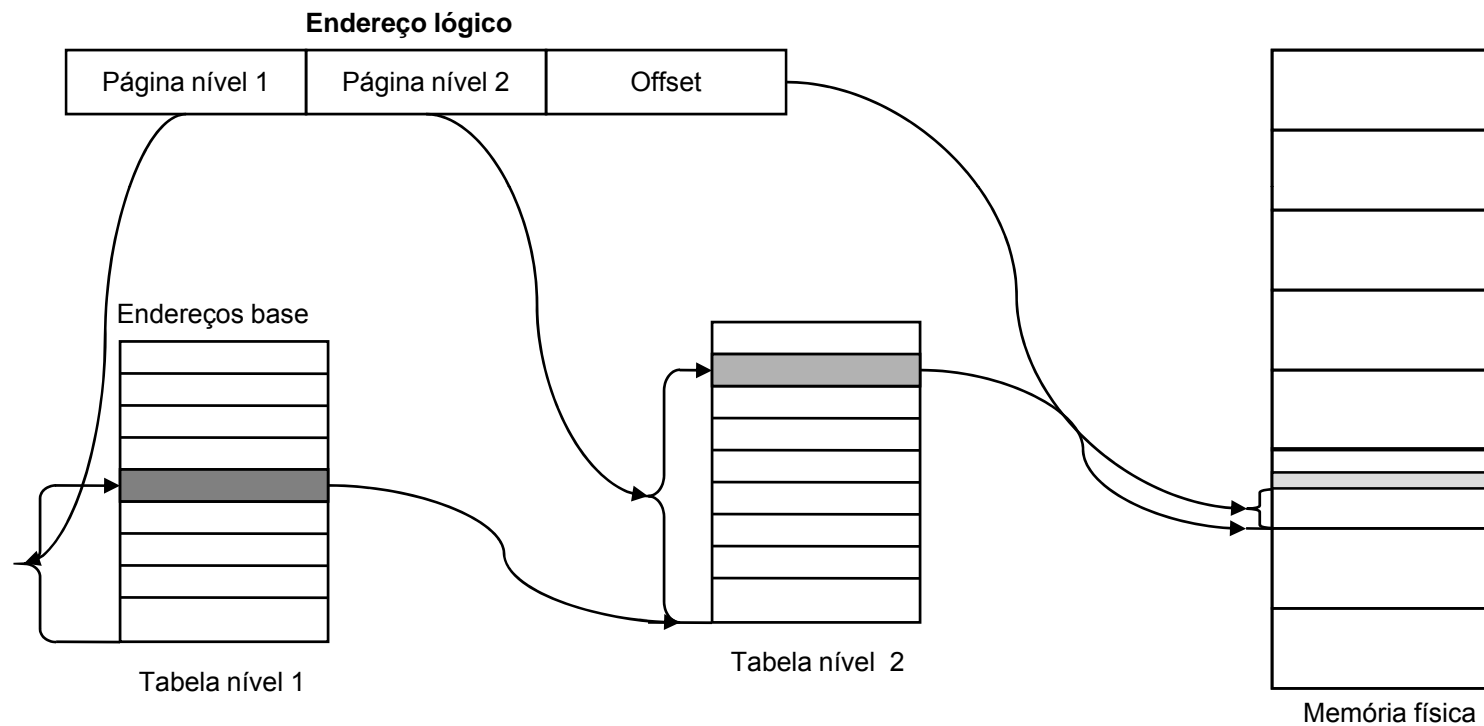 Endereço lógico
Página nível 1
Página nível 2
Offset
Endereços base
Tabela nível 1
Tabela nível 2
Memória física